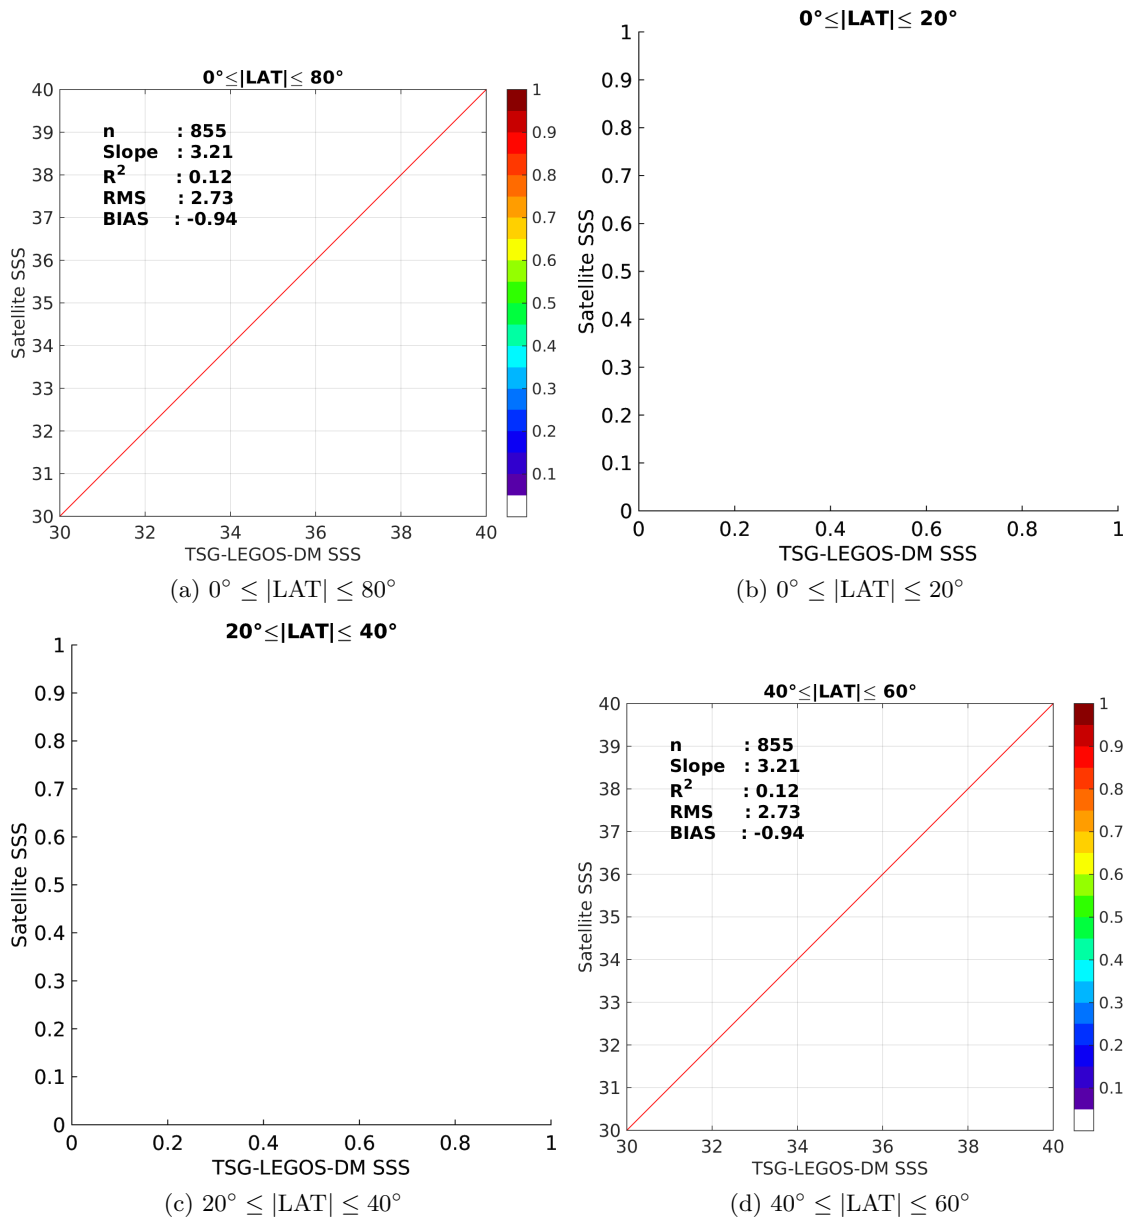 0°≤|LAT|≤ 80°
40
39
38
37
36
35
34
33
32
31
30
n : 855
Slope : 3.21
R² : 0.12
RMS : 2.73
BIAS : -0.94
Satellite SSS
30 32 34 36 38 40
TSG-LEGOS-DM SSS
1
0.9
0.8
0.7
0.6
0.5
0.4
0.3
0.2
0.1
(a) 0° ≤ |LAT| ≤ 80°
0°≤|LAT|≤ 20°
1
0.9
0.8
0.7
0.6
0.5
0.4
0.3
0.2
0.1
0
Satellite SSS
0 0.2 0.4 0.6 0.8 1
TSG-LEGOS-DM SSS
(b) 0° ≤ |LAT| ≤ 20°
20°≤|LAT|≤ 40°
1
0.9
0.8
0.7
0.6
0.5
0.4
0.3
0.2
0.1
0
Satellite SSS
0 0.2 0.4 0.6 0.8 1
TSG-LEGOS-DM SSS
(c) 20° ≤ |LAT| ≤ 40°
40°≤|LAT|≤ 60°
40
39
38
37
36
35
34
33
32
31
30
n : 855
Slope : 3.21
R² : 0.12
RMS : 2.73
BIAS : -0.94
Satellite SSS
30 32 34 36 38 40
TSG-LEGOS-DM SSS
1
0.9
0.8
0.7
0.6
0.5
0.4
0.3
0.2
0.1
(d) 40° ≤ |LAT| ≤ 60°